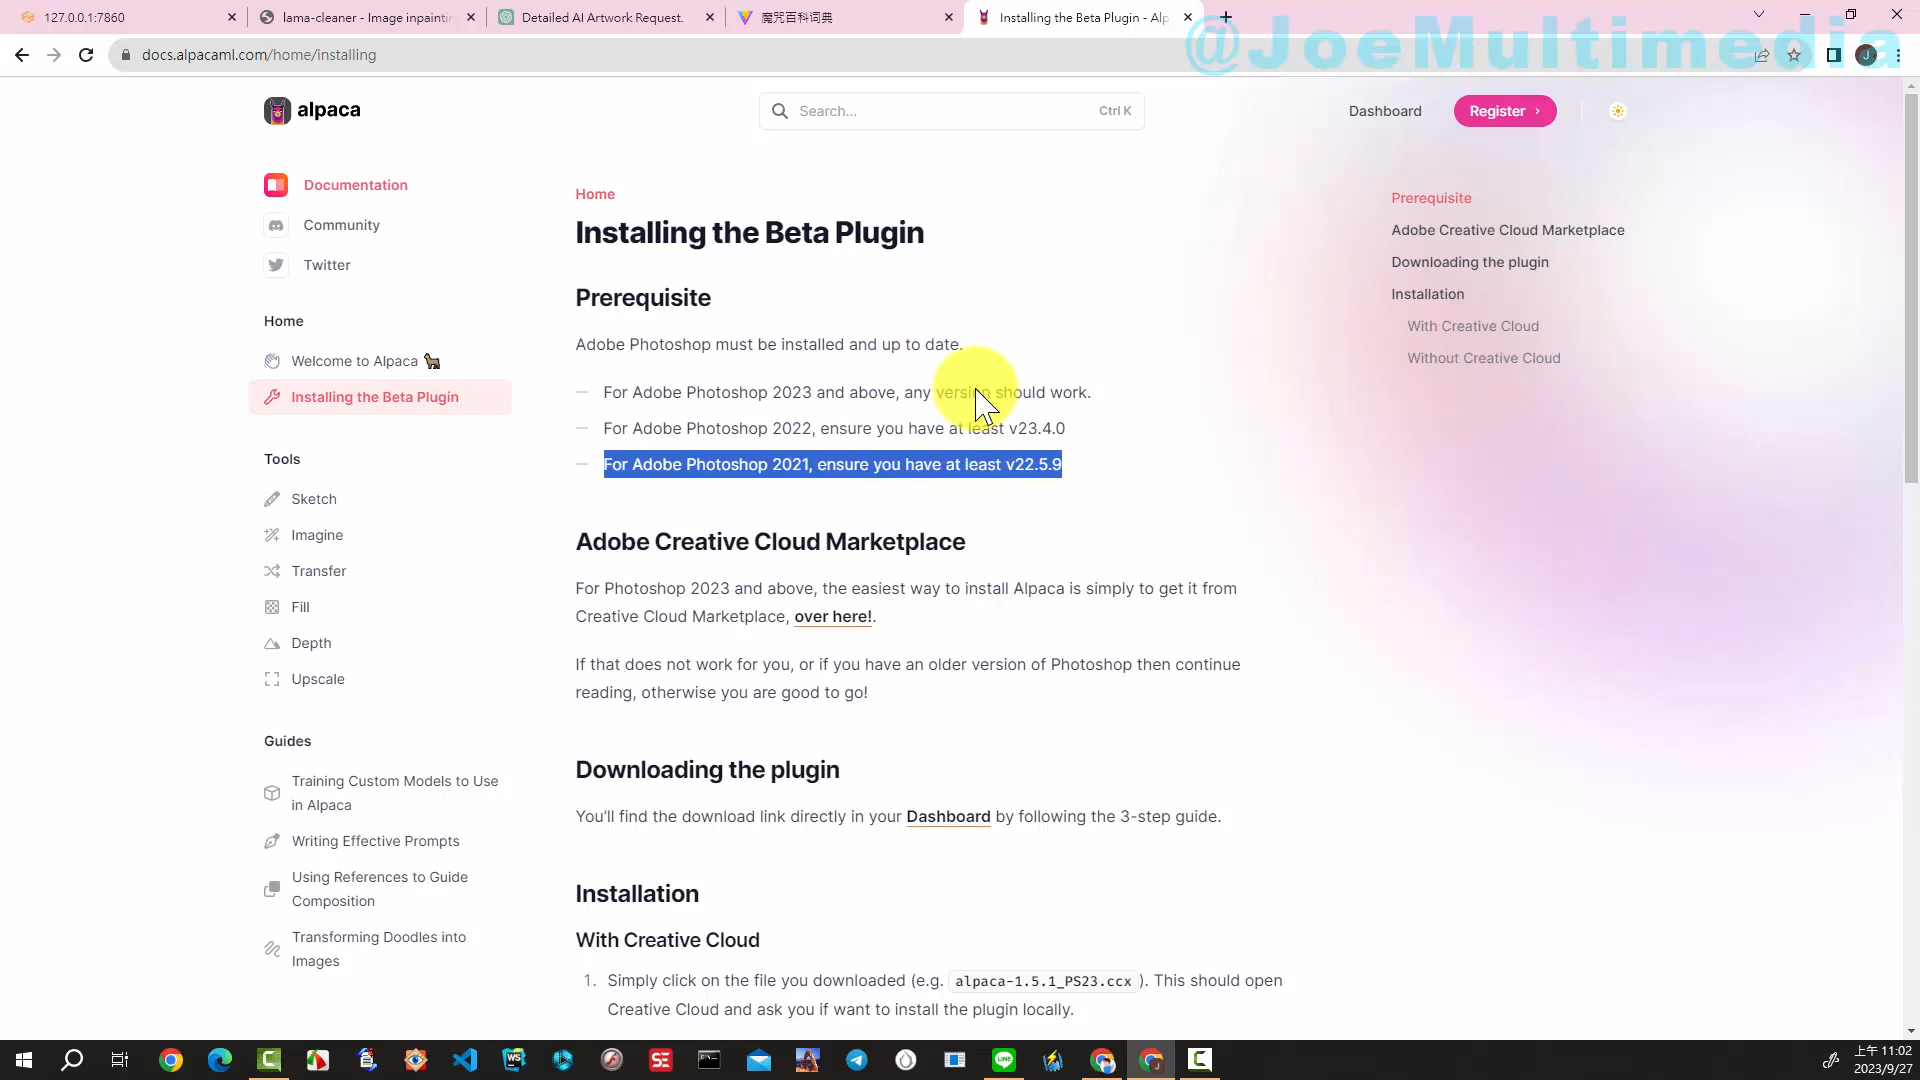 127.0.0.1:7860
lama-cleaner - Image inpainti
Detailed AI Artwork Request.
魔咒百科词典
Installing the Beta Plugin - Alp
@JoeMultimedia
docs.alpacaml.com/home/installing
alpaca
Search...
Ctrl K
Dashboard
Register
Documentation
Community
Twitter
Home
Welcome to Alpaca
Installing the Beta Plugin
Tools
Sketch
Imagine
Transfer
Fill
Depth
Upscale
Guides
Training Custom Models to Use
in Alpaca
Writing Effective Prompts
Using References to Guide
Composition
Transforming Doodles into
Images
Home
Installing the Beta Plugin
Prerequisite
Adobe Photoshop must be installed and up to date.
For Adobe Photoshop 2023 and above, any version should work.
For Adobe Photoshop 2022, ensure you have at least v23.4.0
For Adobe Photoshop 2021, ensure you have at least v22.5.9
Adobe Creative Cloud Marketplace
For Photoshop 2023 and above, the easiest way to install Alpaca is simply to get it from
Creative Cloud Marketplace, over here!.
If that does not work for you, or if you have an older version of Photoshop then continue
reading, otherwise you are good to go!
Downloading the plugin
You'll find the download link directly in your Dashboard by following the 3-step guide.
Installation
With Creative Cloud
1. Simply click on the file you downloaded (e.g. alpaca-1.5.1_PS23.ccx). This should open
Creative Cloud and ask you if want to install the plugin locally.
Prerequisite
Adobe Creative Cloud Marketplace
Downloading the plugin
Installation
With Creative Cloud
Without Creative Cloud
上午 11:02
2023/9/27